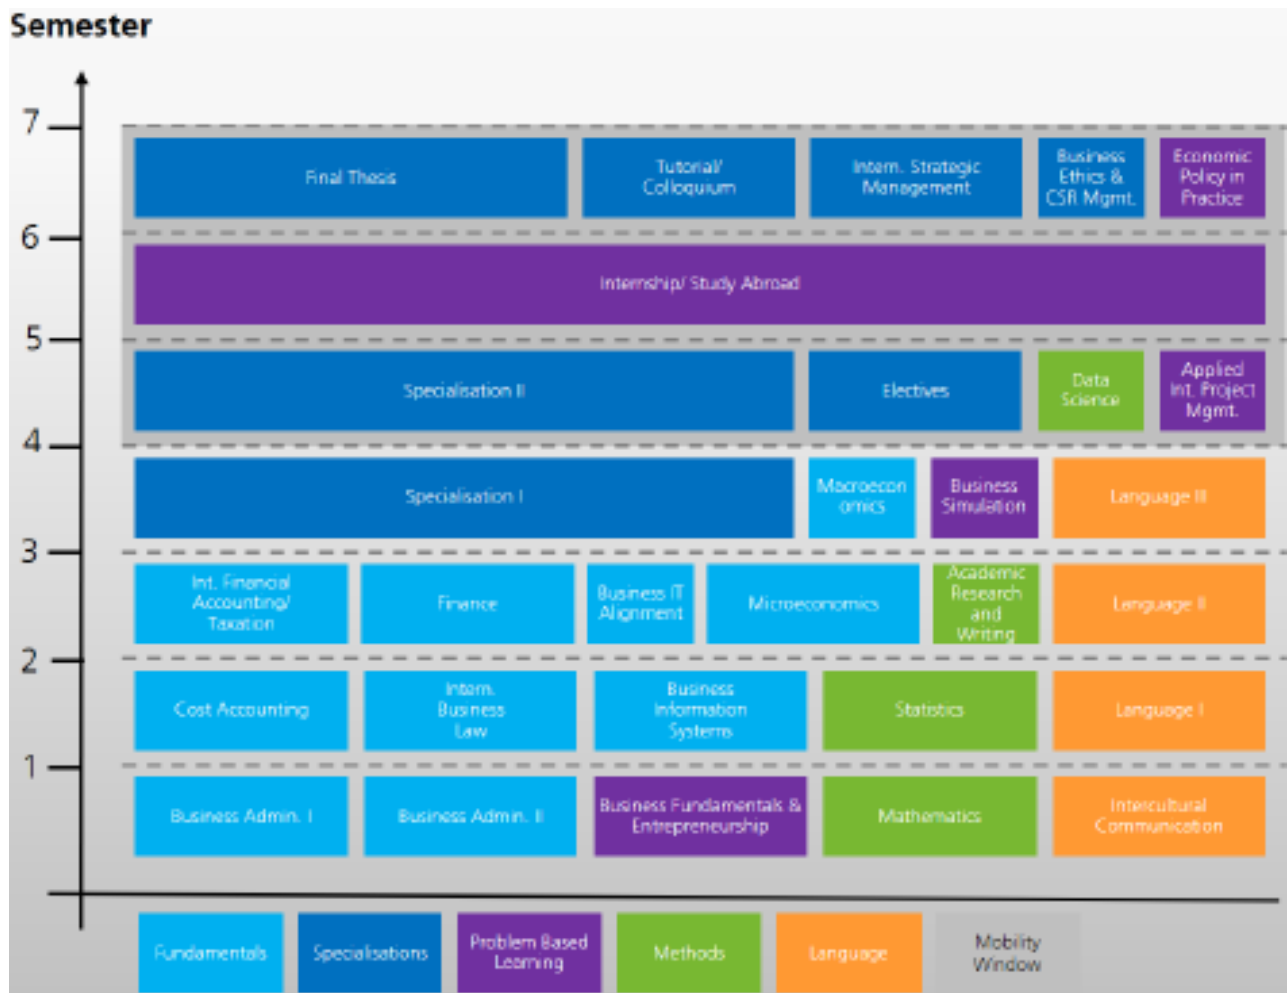 Semester
7
Final Thesis
Tutorial/
Colloquium
Intern. Strategic
Management
Business
Ethics &
CSR Mgmt.
Economic
Policy in
Practice
6
Internship/ Study Abroad
5
Specialisation II
Electives
Data
Science
Applied
Int. Project
Mgmt.
4
Specialisation I
Macroecon
omics
Business
Simulation
Language III
3
Int. Financial
Accounting/
Taxation
Finance
Business IT
Alignment
Microeconomics
Academic
Research
and
Writing
Language II
2
Cost Accounting
Intern.
Business
Law
Business
Information
Systems
Statistics
Language I
1
Business Admin. I
Business Admin. II
Business Fundamentals &
Entrepreneurship
Mathematics
Intercultural
Communication
Fundamentals
Specialisations
Problem Based
Learning
Methods
Language
Mobility
Window